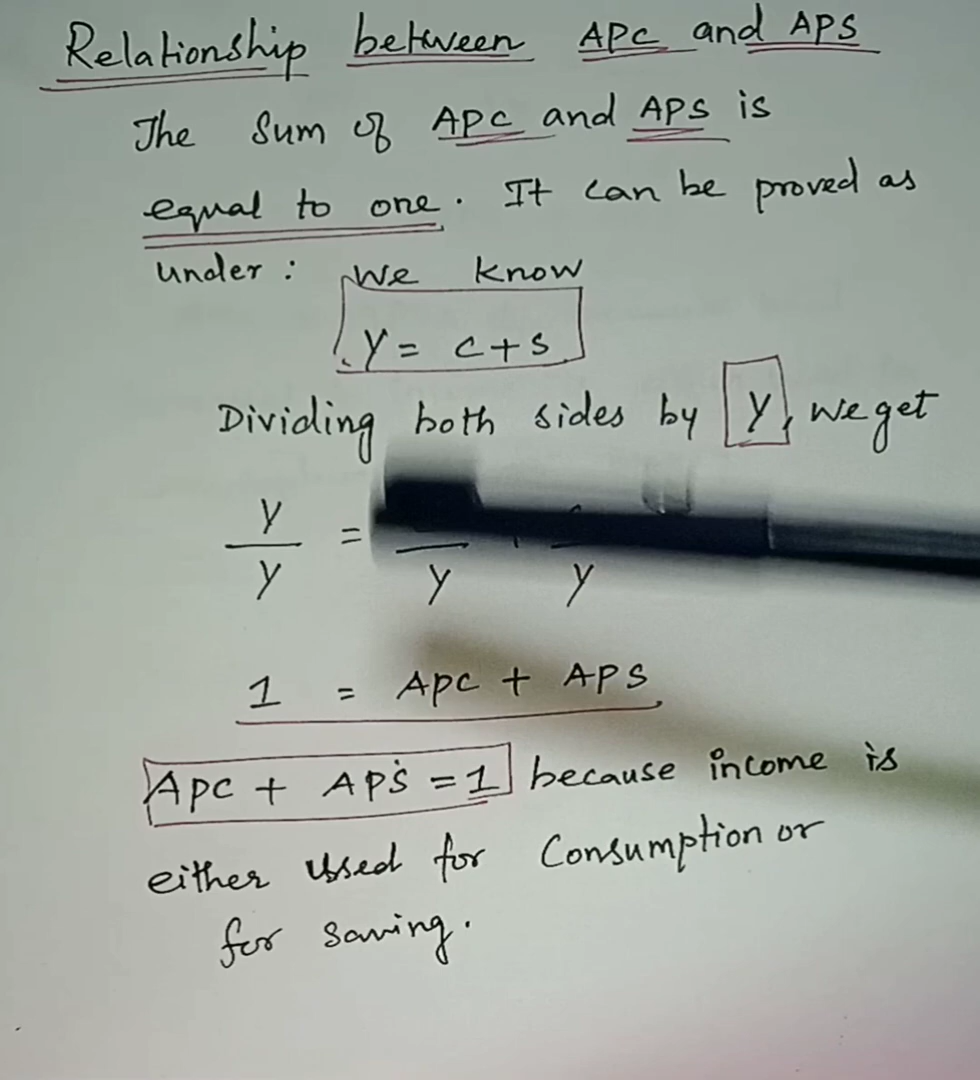 Relationship between APC and APS
The Sum of APC and APS is
equal to one. It can be proved as
under: We know
Y = C+S
Dividing both sides by Y, we get
Y/Y = /Y /Y
1 = APC + APS
APC + APS = 1 because income is
either used for Consumption or
for saving.